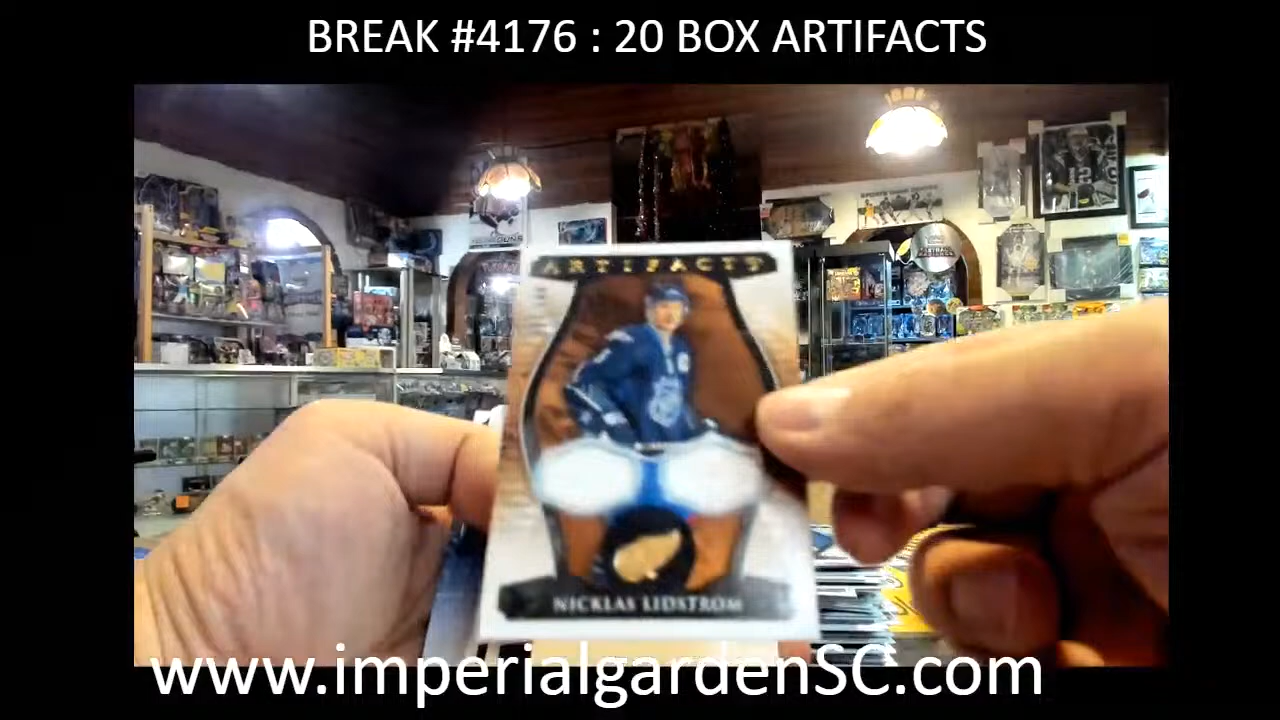 BREAK #4176 : 20 BOX ARTIFACTS
ARTIFACTS
NICKLAS LIDSTROM
www.imperialgardenSC.com